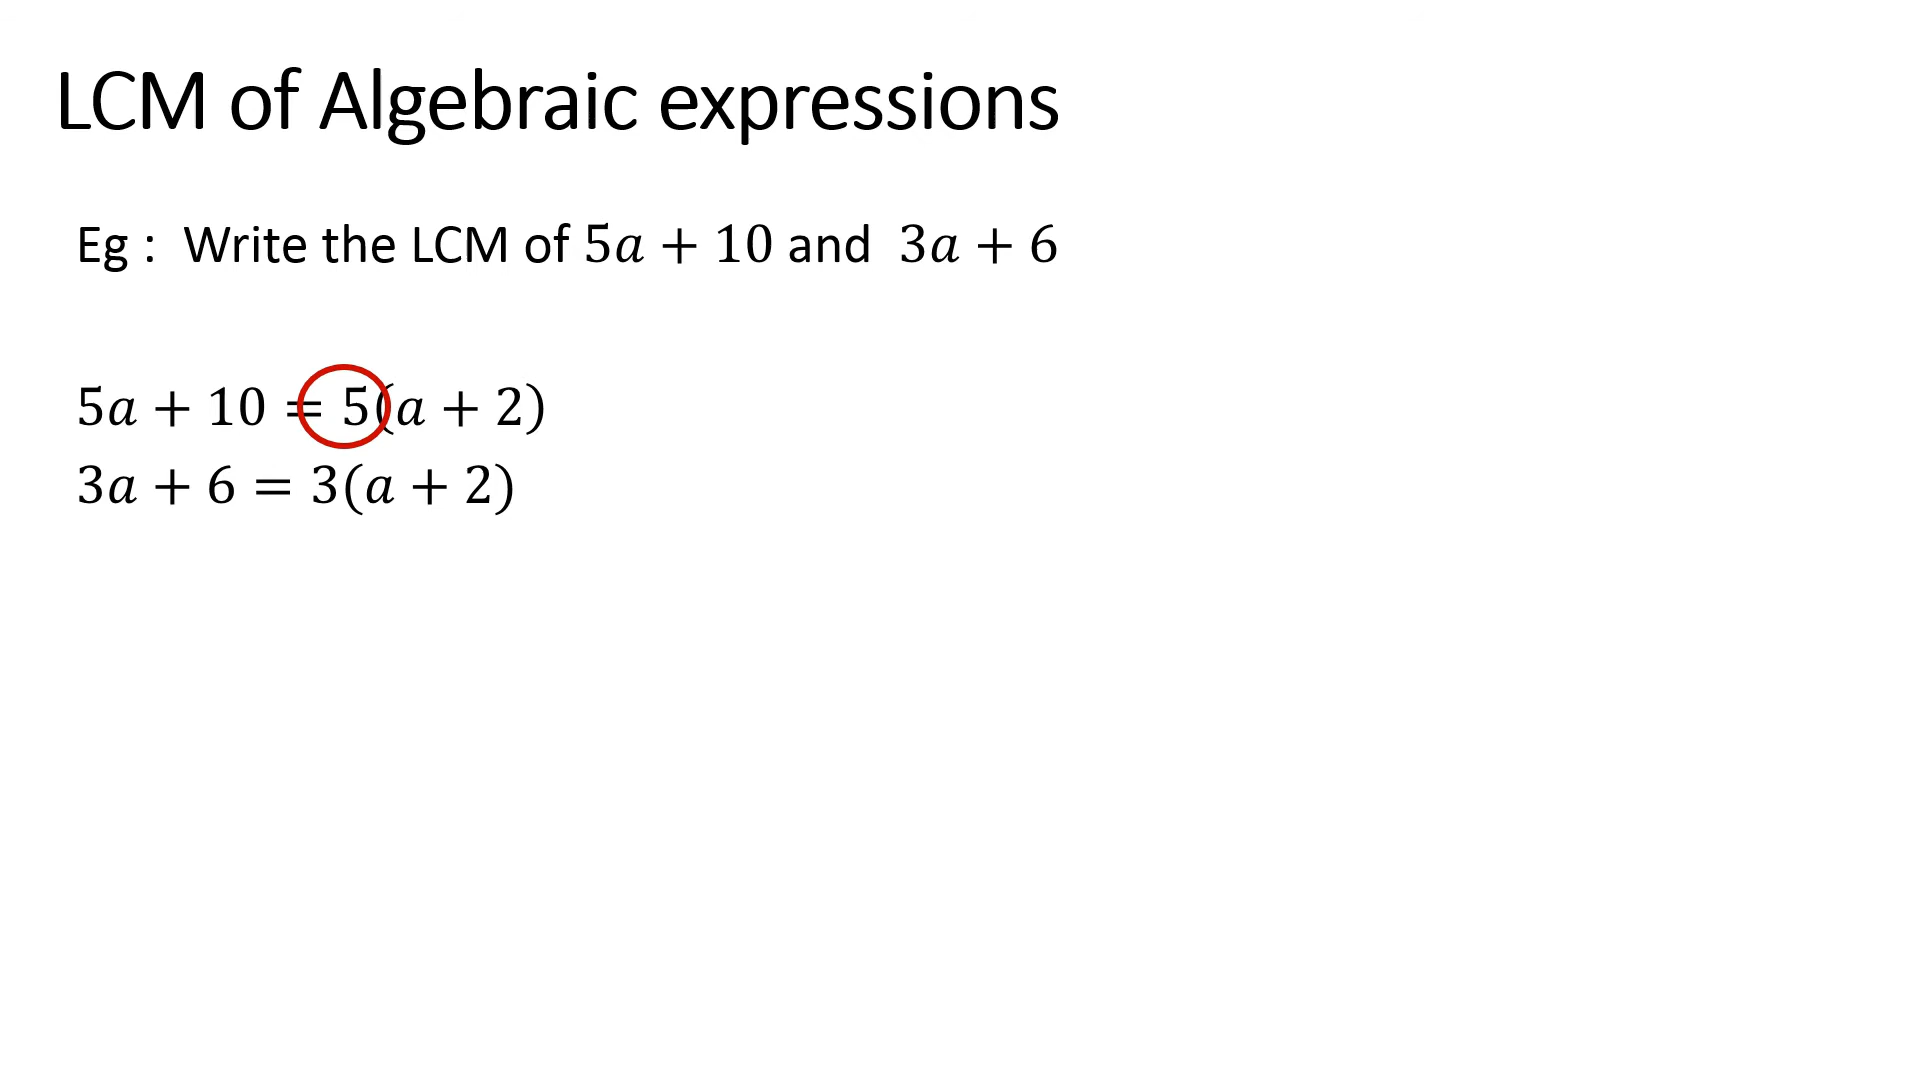 LCM of Algebraic expressions
Eg : Write the LCM of 5a + 10 and 3a + 6
5a + 10 = 5(a + 2)
3a + 6 = 3(a + 2)